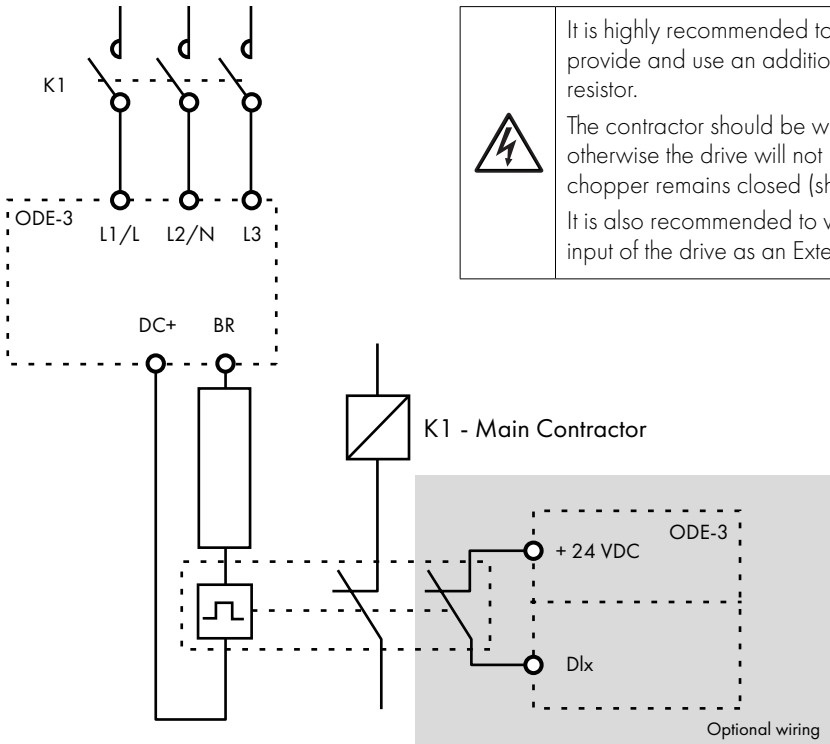 It is highly recommended to
provide and use an additio
resistor.
The contractor should be w
otherwise the drive will not
chopper remains closed (sh
It is also recommended to w
input of the drive as an Exte
K1
ODE-3
L1/L L2/N L3
DC+ BR
K1 - Main Contractor
ODE-3
+ 24 VDC
Dlx
Optional wiring